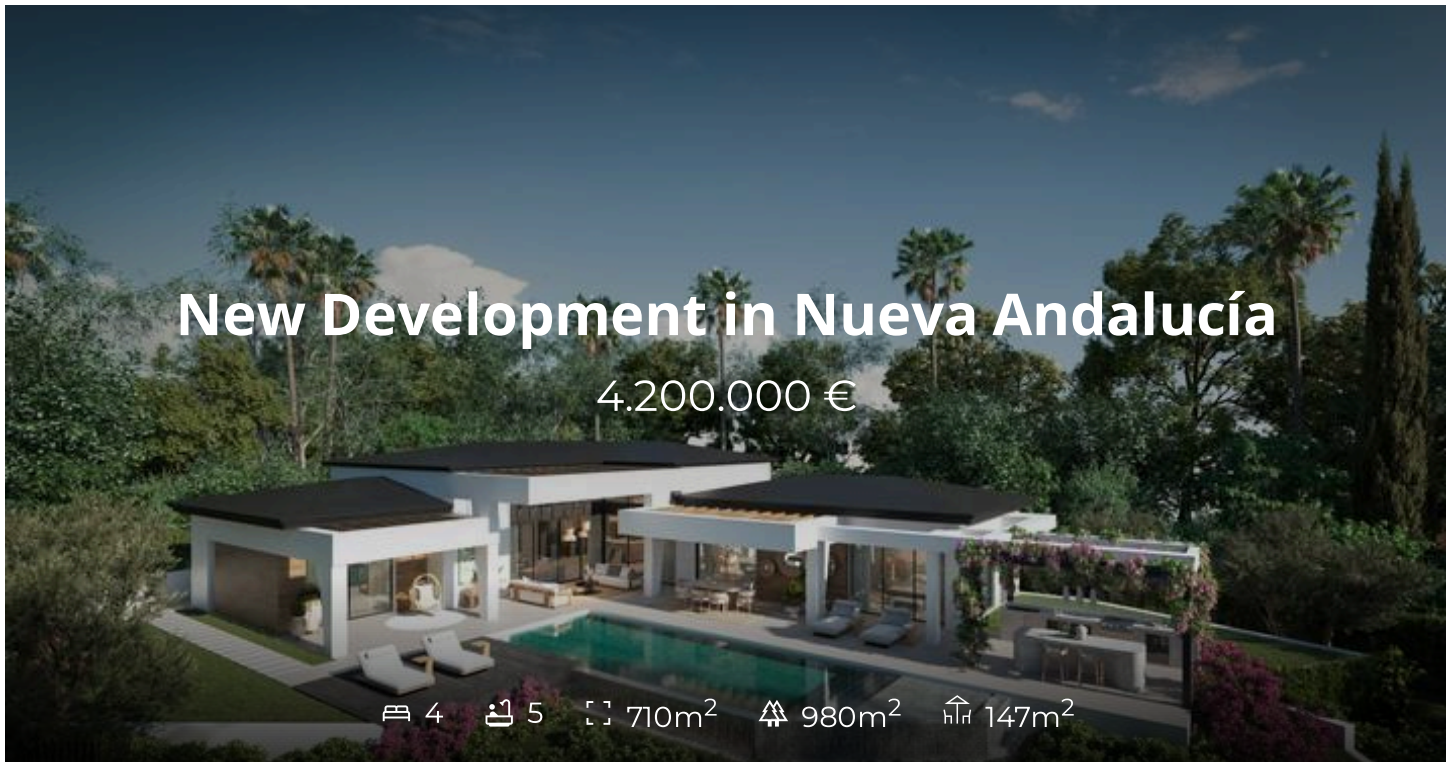 New Development in Nueva Andalucía
4.200.000 €
4 5 710m² 980m² 147m²